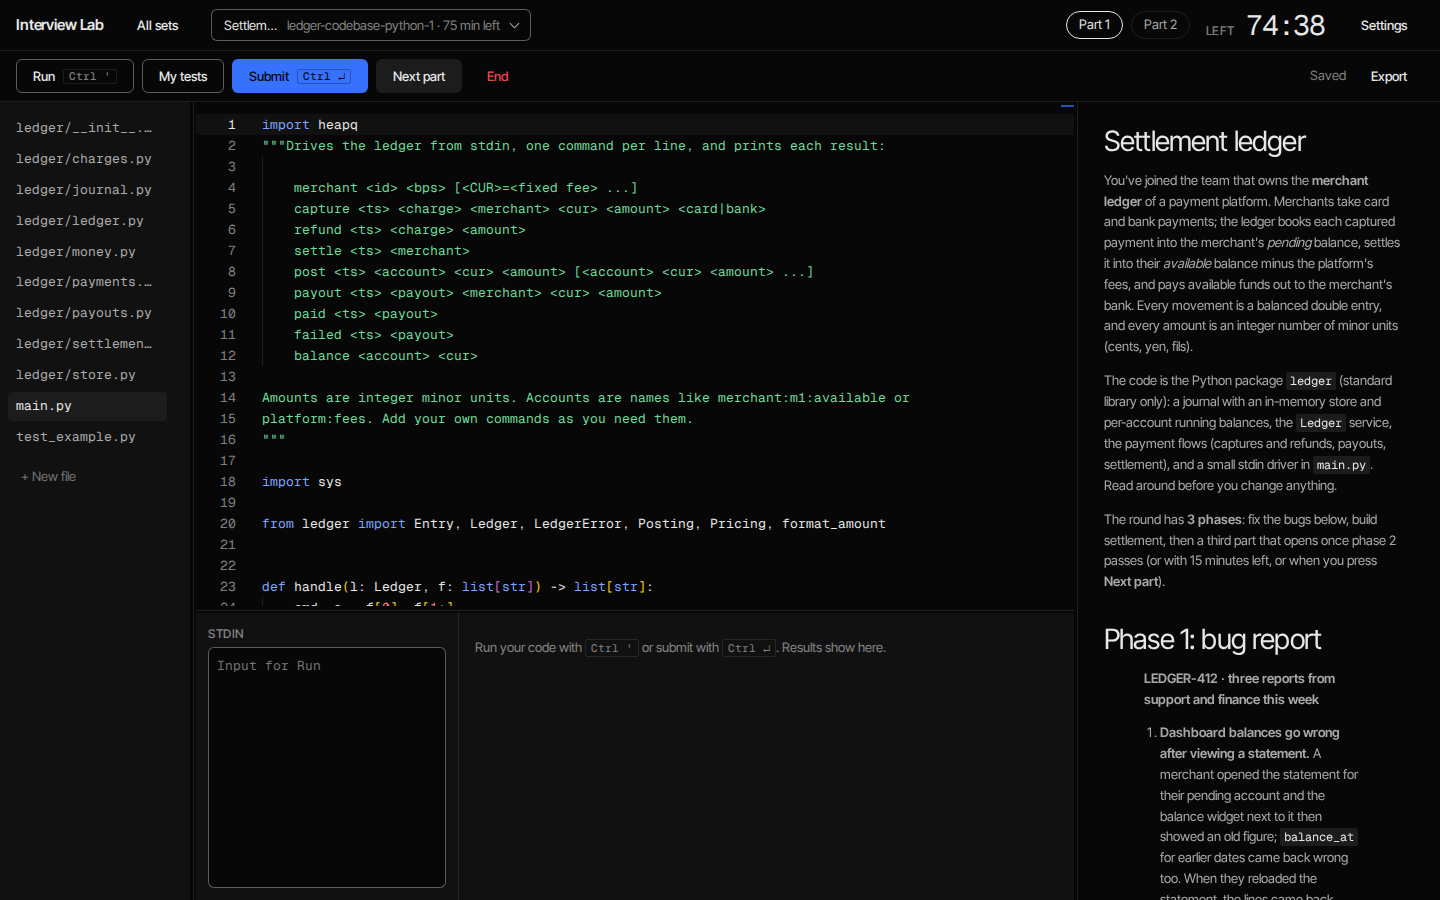 Interview Lab
All sets
Settlem... ledger-codebase-python-1 · 75 min left
Part 1
Part 2
LEFT 74:38
Settings
Run Ctrl '
My tests
Submit Ctrl ↵
Next part
End
Saved
Export
ledger/__init__.…
ledger/charges.py
ledger/journal.py
ledger/ledger.py
ledger/money.py
ledger/payments.…
ledger/payouts.py
ledger/settlemen…
ledger/store.py
main.py
test_example.py
+ New file
1 import heapq
2 """Drives the ledger from stdin, one command per line, and prints each result:
3
4 merchant <id> <bps> [<CUR>=<fixed fee> ...]
5 capture <ts> <charge> <merchant> <cur> <amount> <card|bank>
6 refund <ts> <charge> <amount>
7 settle <ts> <merchant>
8 post <ts> <account> <cur> <amount> [<account> <cur> <amount> ...]
9 payout <ts> <payout> <merchant> <cur> <amount>
10 paid <ts> <payout>
11 failed <ts> <payout>
12 balance <account> <cur>
13
14 Amounts are integer minor units. Accounts are names like merchant:m1:available or
15 platform:fees. Add your own commands as you need them.
16 """
17
18 import sys
19
20 from ledger import Entry, Ledger, LedgerError, Posting, Pricing, format_amount
21
22
23 def handle(l: Ledger, f: list[str]) -> list[str]:
STDIN
Input for Run
Run your code with Ctrl ' or submit with Ctrl ↵. Results show here.
Settlement ledger
You've joined the team that owns the merchant
ledger of a payment platform. Merchants take card
and bank payments; the ledger books each captured
payment into the merchant's pending balance, settles
it into their available balance minus the platform's
fees, and pays available funds out to the merchant's
bank. Every movement is a balanced double entry,
and every amount is an integer number of minor units
(cents, yen, fils).
The code is the Python package ledger (standard
library only): a journal with an in-memory store and
per-account running balances, the Ledger service,
the payment flows (captures and refunds, payouts,
settlement), and a small stdin driver in main.py.
Read around before you change anything.
The round has 3 phases: fix the bugs below, build
settlement, then a third part that opens once phase 2
passes (or with 15 minutes left, or when you press
Next part).
Phase 1: bug report
LEDGER-412 · three reports from
support and finance this week
1. Dashboard balances go wrong
after viewing a statement. A
merchant opened the statement for
their pending account and the
balance widget next to it then
showed an old figure; balance_at
for earlier dates came back wrong
too. When they reloaded the
statement, the lines came back